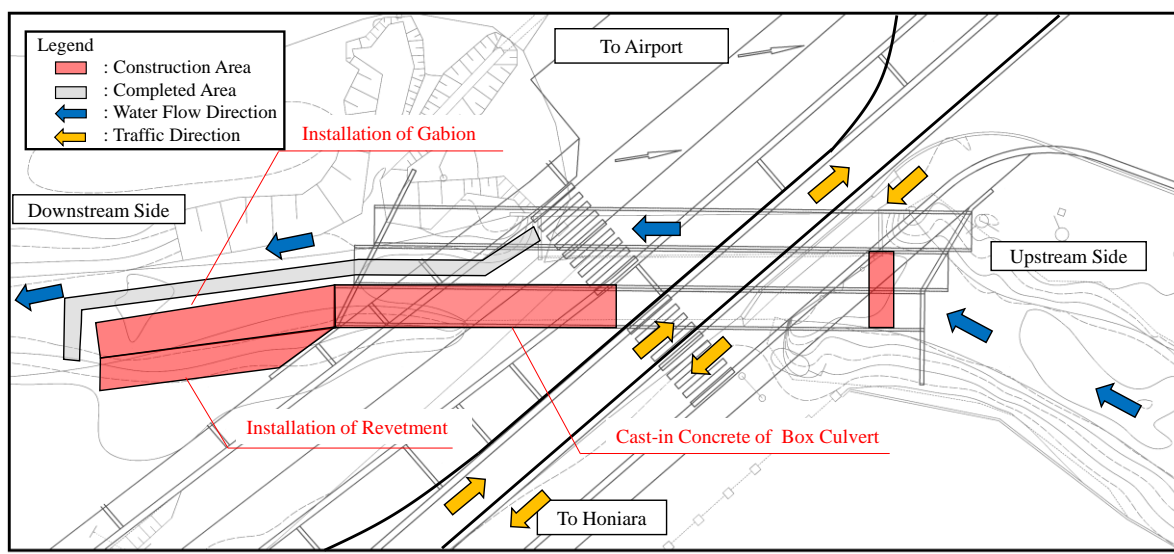 Legend
: Construction Area
: Completed Area
: Water Flow Direction
: Traffic Direction
To Airport
Installation of Gabion
Downstream Side
Upstream Side
Installation of Revetment
Cast-in Concrete of Box Culvert
To Honiara